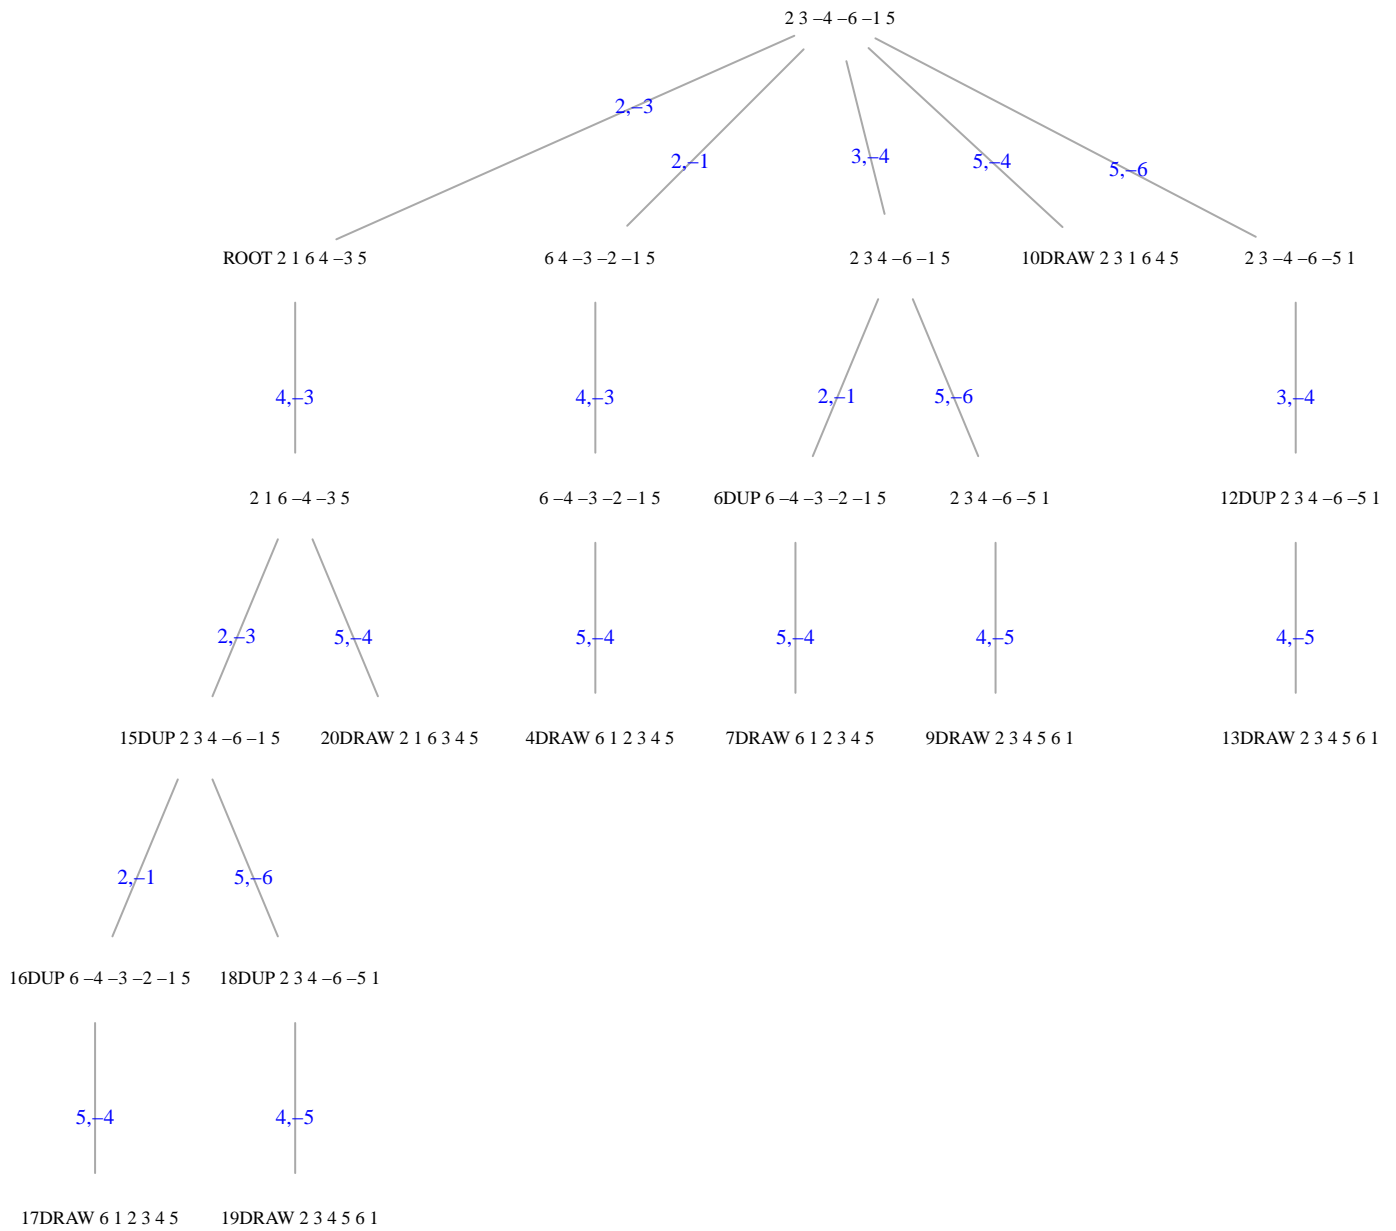 2 3 –4 –6 –1 5
2,–3
2,–1
3,–4
5,–4
5,–6
ROOT 2 1 6 4 –3 5
6 4 –3 –2 –1 5
2 3 4 –6 –1 5
10DRAW 2 3 1 6 4 5
2 3 –4 –6 –5 1
4,–3
4,–3
2,–1
5,–6
3,–4
2 1 6 –4 –3 5
6 –4 –3 –2 –1 5
6DUP 6 –4 –3 –2 –1 5
2 3 4 –6 –5 1
12DUP 2 3 4 –6 –5 1
2,–3
5,–4
5,–4
5,–4
4,–5
4,–5
15DUP 2 3 4 –6 –1 5
20DRAW 2 1 6 3 4 5
4DRAW 6 1 2 3 4 5
7DRAW 6 1 2 3 4 5
9DRAW 2 3 4 5 6 1
13DRAW 2 3 4 5 6 1
2,–1
5,–6
16DUP 6 –4 –3 –2 –1 5
18DUP 2 3 4 –6 –5 1
5,–4
4,–5
17DRAW 6 1 2 3 4 5
19DRAW 2 3 4 5 6 1